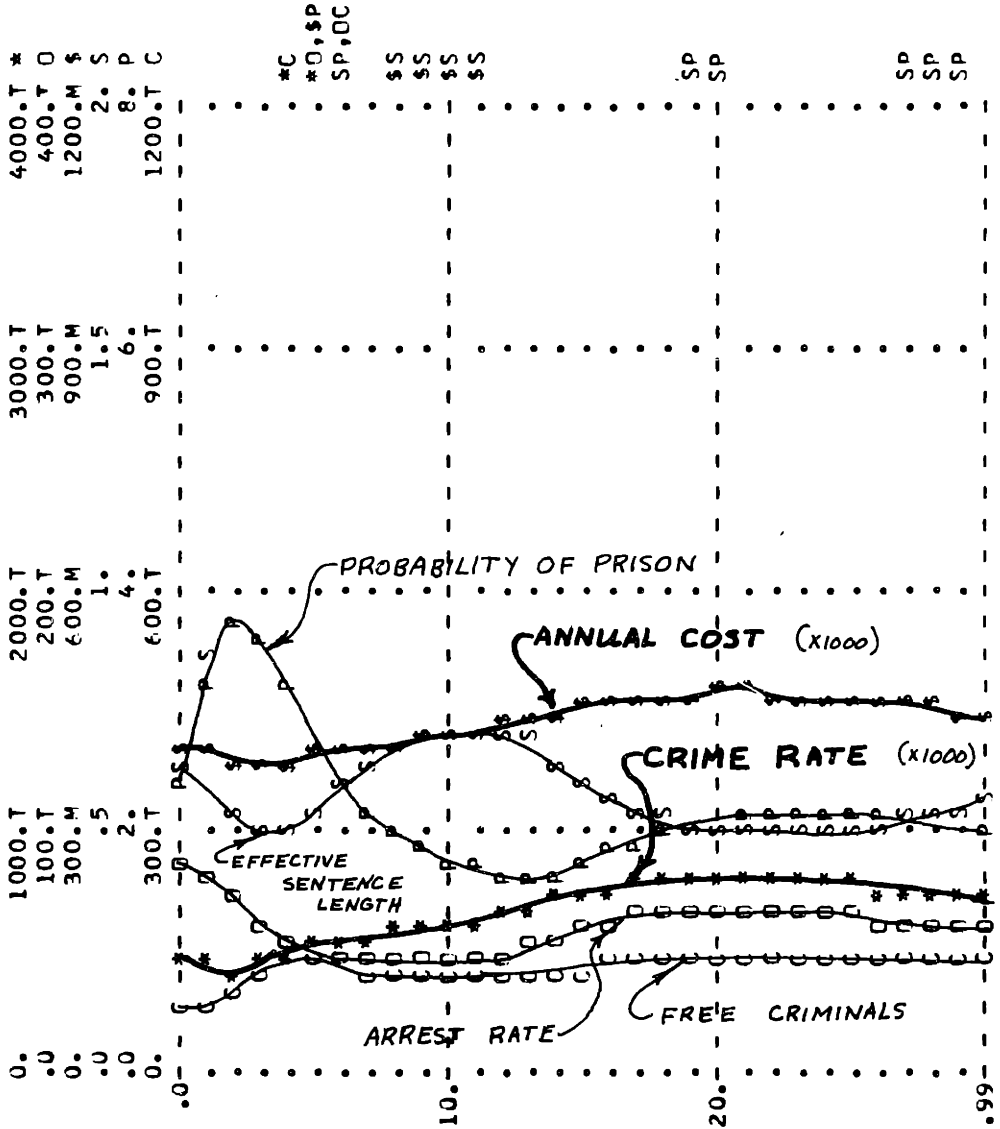 0. 1000.T 2000.T 3000.T 4000.T *
.0 100.T 200.T 300.T 400.T O
0. 300.M 600.M 900.M 1200.M $
.0 .5 1. 1.5 2. S
.0 2. 4. 6. 8. P
0. 300.T 600.T 900.T 1200.T C
.0
*C
*O,$P
SP,OC
$S
$S
$S
$S
10.
SP
SP
20.
SP
SP
SP
.99
PROBABILITY OF PRISON
ANNUAL COST (x1000)
CRIME RATE (x1000)
EFFECTIVE
SENTENCE
LENGTH
ARREST RATE
FREE CRIMINALS